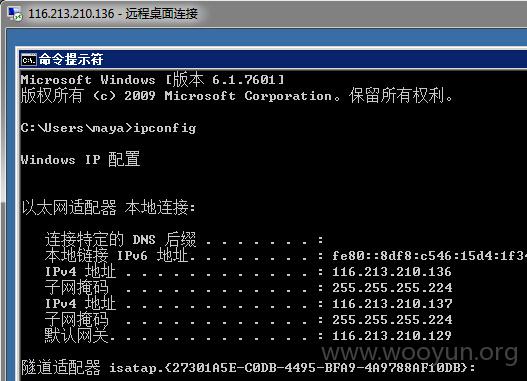 116.213.210.136 - 远程桌面连接
命令提示符
Microsoft Windows [版本 6.1.7601]
版权所有 (c) 2009 Microsoft Corporation。保留所有权利。
C:\Users\maya>ipconfig
Windows IP 配置
以太网适配器 本地连接:
连接特定的 DNS 后缀 . . . . . . . :
本地链接 IPv6 地址. . . . . . . . : fe80::8df8:c546:15d4:1f34
IPv4 地址 . . . . . . . . . . . . : 116.213.210.136
子网掩码 . . . . . . . . . . . . : 255.255.255.224
IPv4 地址 . . . . . . . . . . . . : 116.213.210.137
子网掩码 . . . . . . . . . . . . : 255.255.255.224
默认网关. . . . . . . . . . . . . : 116.213.210.129
隧道适配器 isatap.{27301A5E-C0DB-4495-BFA9-4A9788AF10DB}:
www.wooyun.org